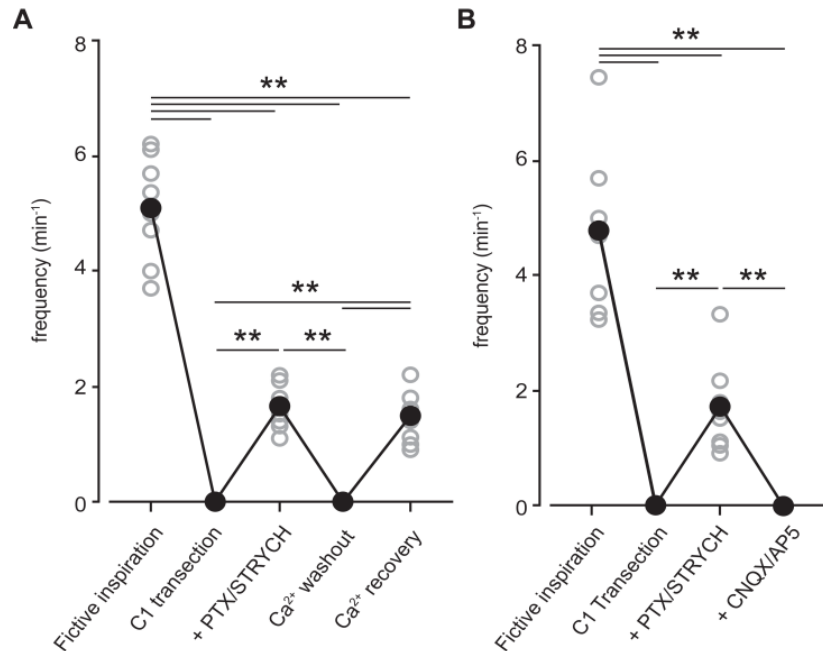 A
**
8
6
frequency (min⁻¹)
4
**
**
**
2
0
Fictive inspiration
C1 transection
+ PTX/STRYCH
Ca²⁺ washout
Ca²⁺ recovery
B
**
8
6
frequency (min⁻¹)
4
**
**
2
0
Fictive inspiration
C1 Transection
+ PTX/STRYCH
+ CNQX/AP5